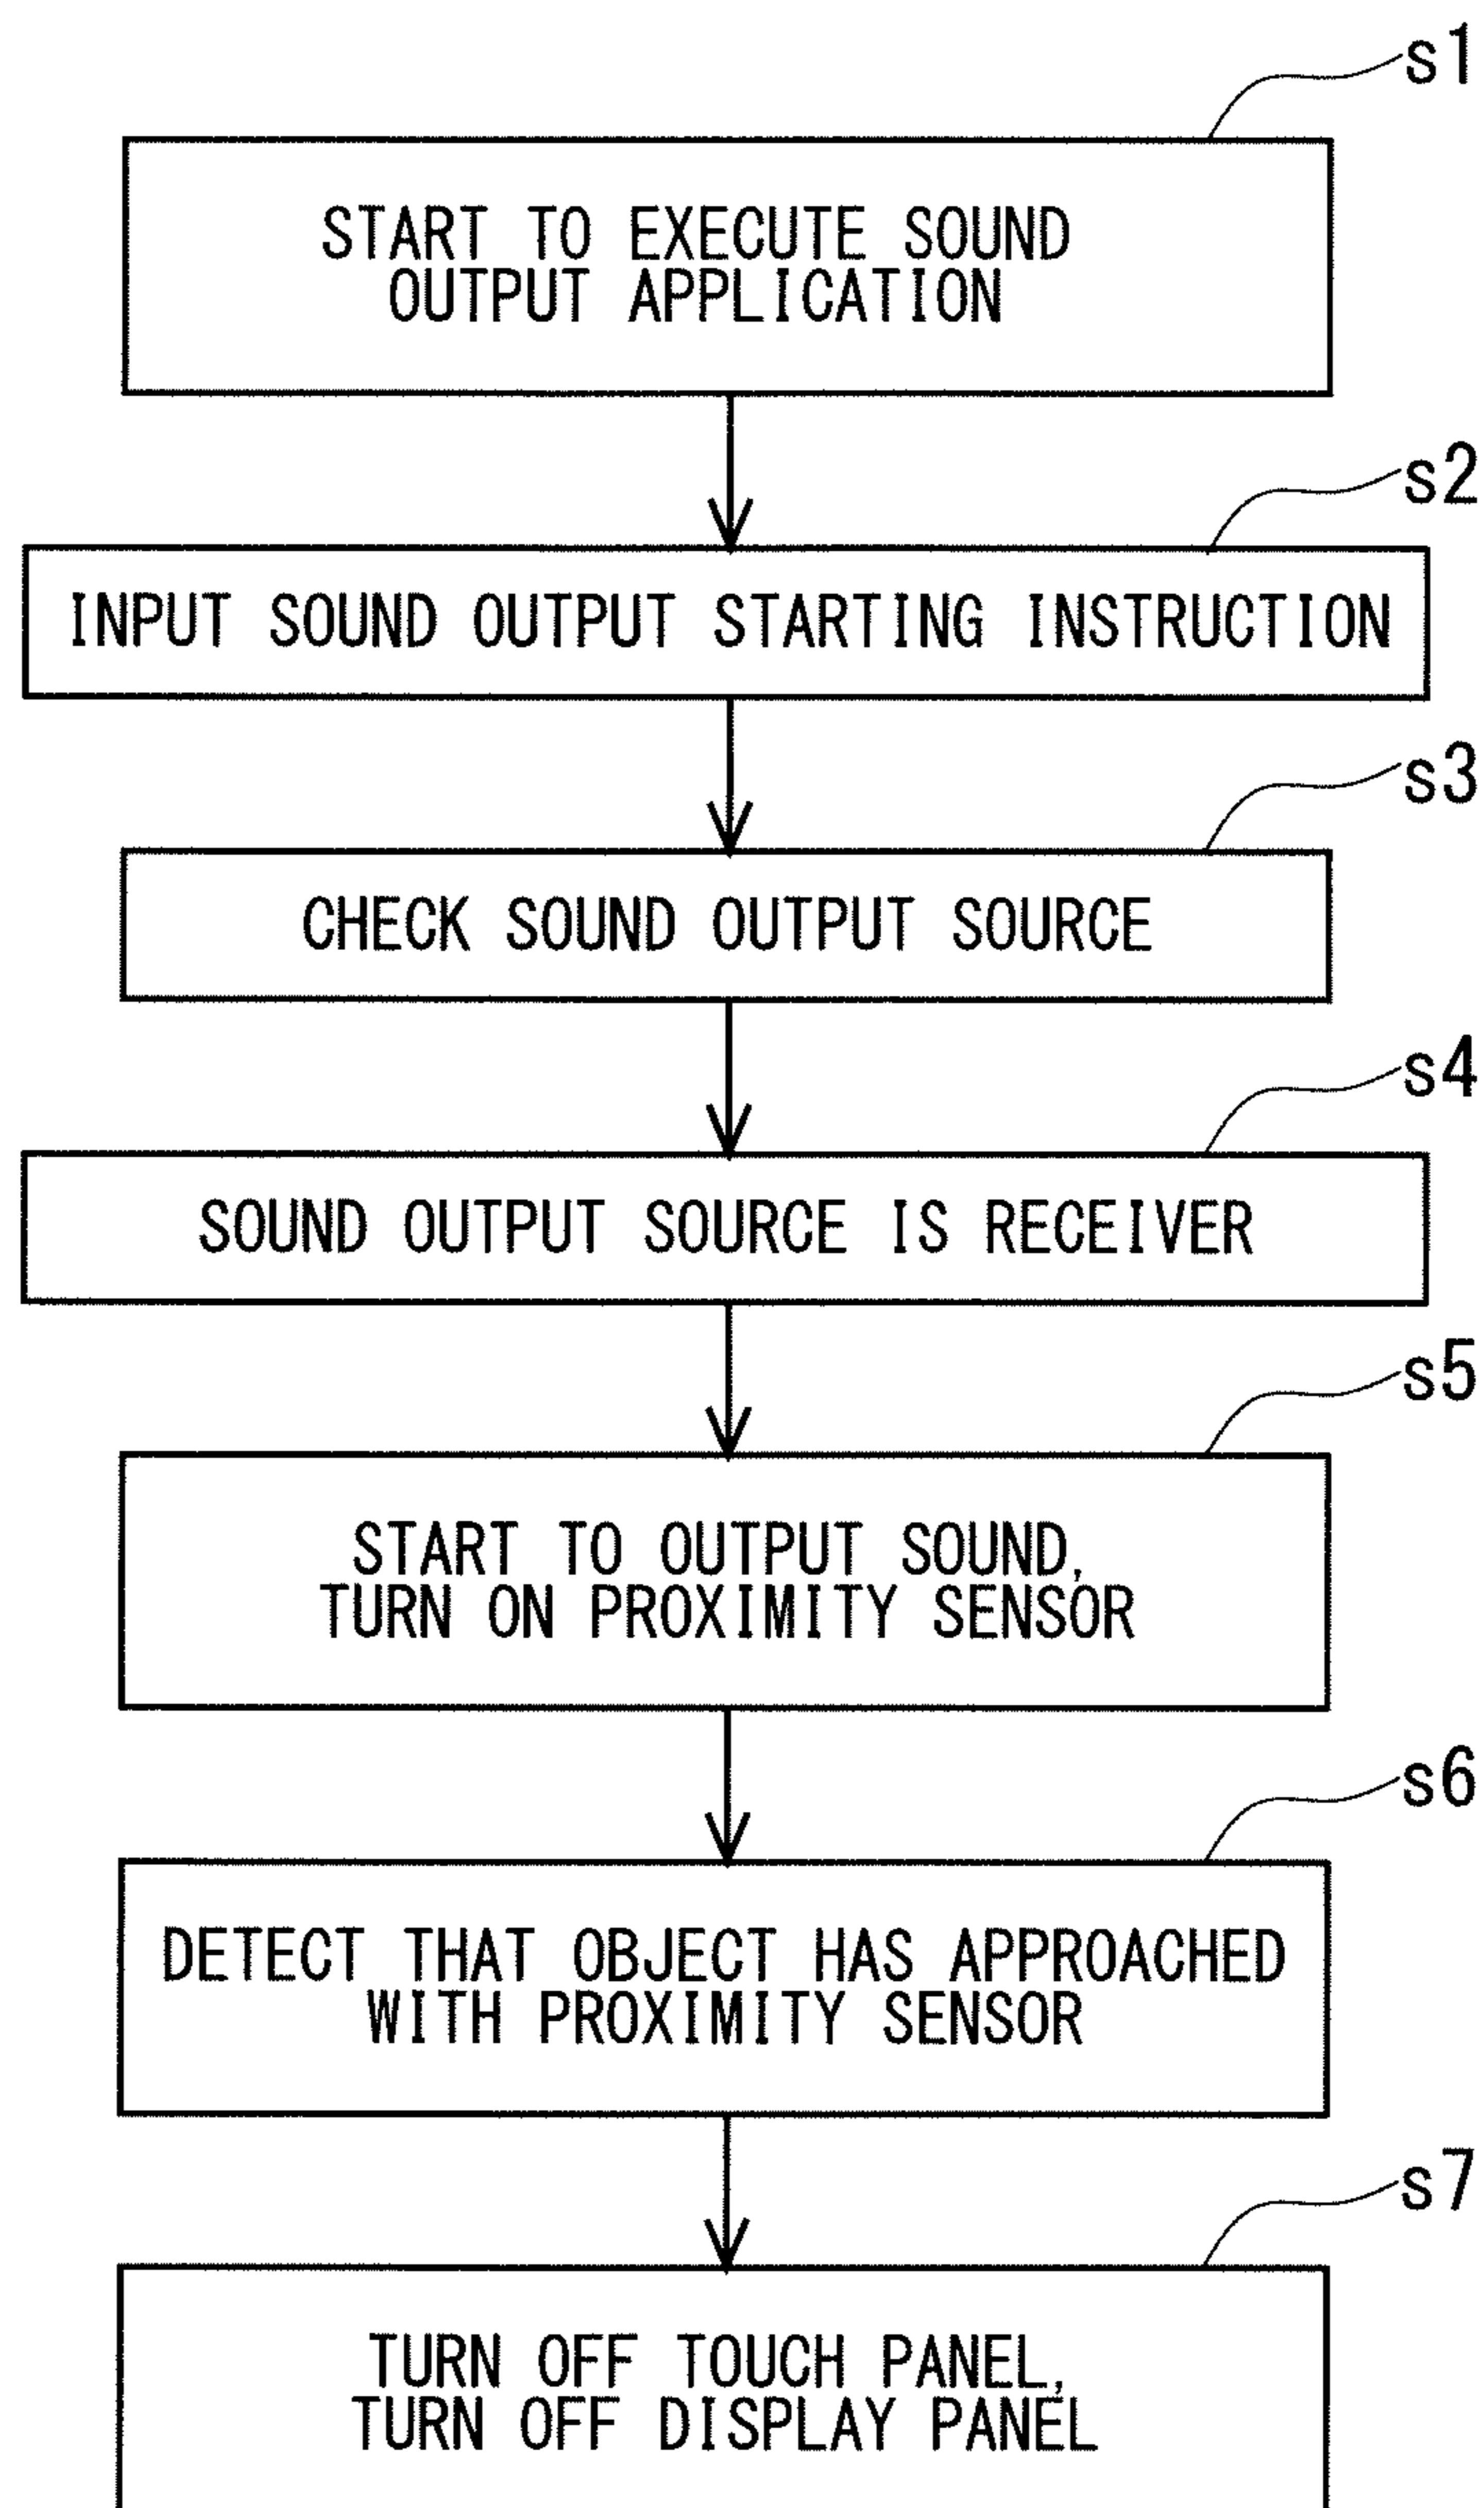 s1
START TO EXECUTE SOUND
OUTPUT APPLICATION
s2
INPUT SOUND OUTPUT STARTING INSTRUCTION
s3
CHECK SOUND OUTPUT SOURCE
s4
SOUND OUTPUT SOURCE IS RECEIVER
s5
START TO OUTPUT SOUND,
TURN ON PROXIMITY SENSOR
s6
DETECT THAT OBJECT HAS APPROACHED
WITH PROXIMITY SENSOR
s7
TURN OFF TOUCH PANEL,
TURN OFF DISPLAY PANEL